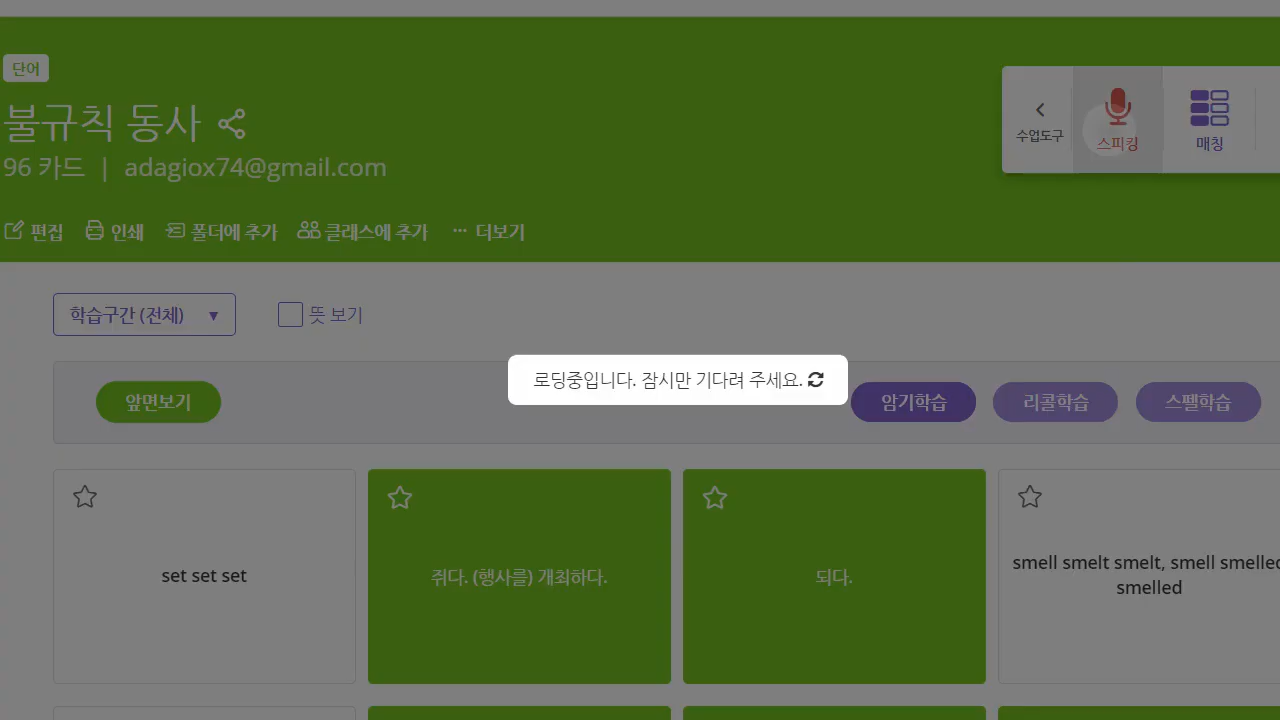 단어
불규칙 동사
96 카드 | adagiox74@gmail.com
수업도구
스피킹
매칭
편집 인쇄 폴더에 추가 클래스에 추가 ··· 더보기
학습구간 (전체) ▼ 뜻 보기
로딩중입니다. 잠시만 기다려 주세요.
앞면보기 암기학습 리콜학습 스펠학습
set set set
쥐다. (행사를) 개최하다.
되다.
smell smelt smelt, smell smelled
smelled